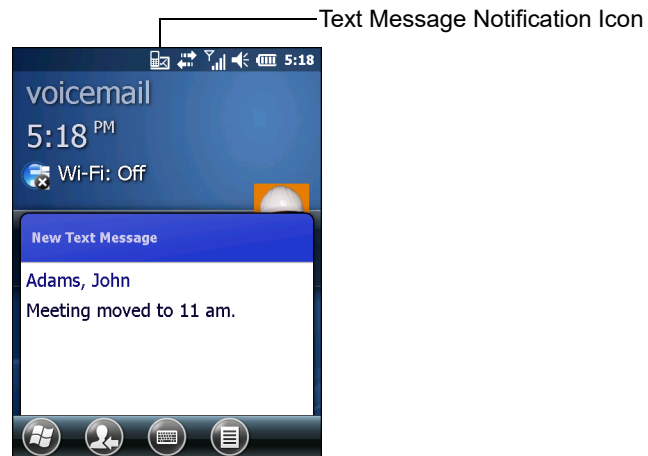 Text Message Notification Icon
5:18
voicemail
5:18 PM
Wi-Fi: Off
New Text Message
Adams, John
Meeting moved to 11 am.